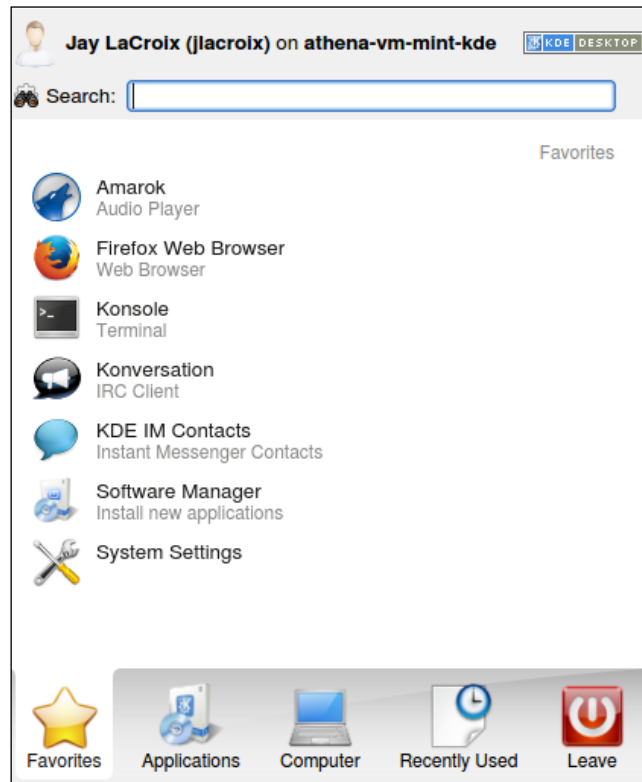 Jay LaCroix (jlacroix) on athena-vm-mint-kde
KDE DESKTOP
Search:
Favorites
Amarok
Audio Player
Firefox Web Browser
Web Browser
>_
Konsole
Terminal
Konversation
IRC Client
KDE IM Contacts
Instant Messenger Contacts
Software Manager
Install new applications
System Settings
Favorites
Applications
Computer
Recently Used
Leave